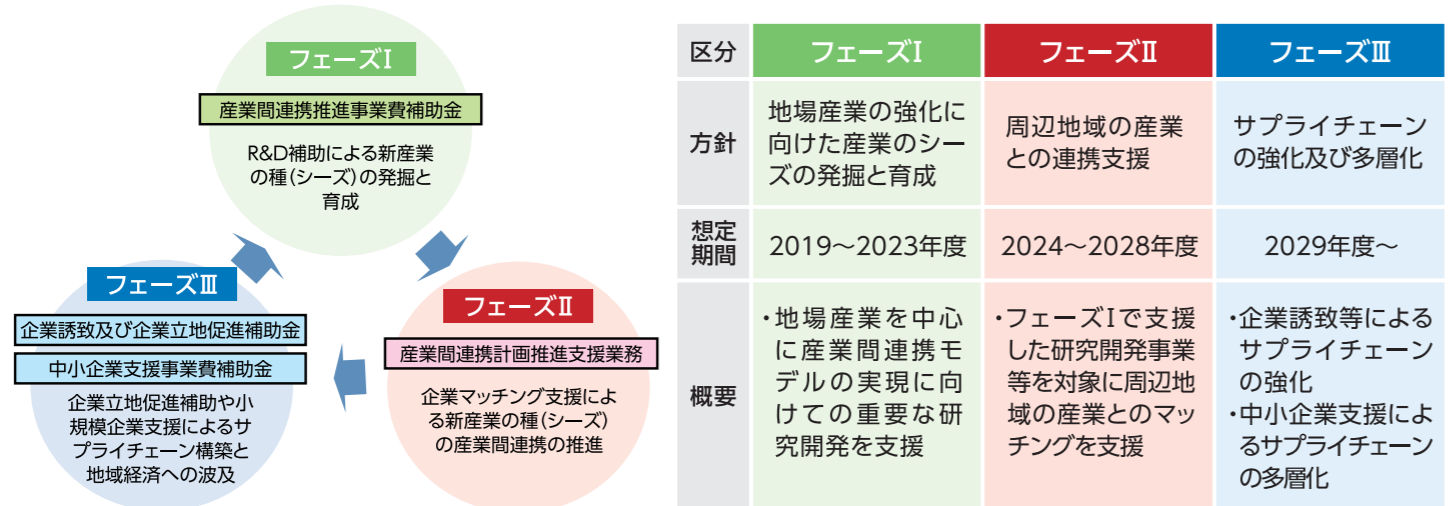 フェーズⅠ
産業間連携推進事業費補助金
R&D補助による新産業
の種(シーズ)の発掘と
育成
フェーズⅢ
企業誘致及び企業立地促進補助金
中小企業支援事業費補助金
企業立地促進補助や小
規模企業支援によるサ
プライチェーン構築と
地域経済への波及
フェーズⅡ
産業間連携計画推進支援業務
企業マッチング支援によ
る新産業の種(シーズ)
の産業間連携の推進
区分
フェーズⅠ
フェーズⅡ
フェーズⅢ
方針
地場産業の強化に
向けた産業のシー
ズの発掘と育成
周辺地域の産業
との連携支援
サプライチェーン
の強化及び多層化
想定
期間
2019～2023年度
2024～2028年度
2029年度～
概要
・地場産業を中心
に産業間連携モ
デルの実現に向
けての重要な研
究開発を支援
・フェーズⅠで支援
した研究開発事業
等を対象に周辺地
域の産業とのマッ
チングを支援
・企業誘致等による
サプライチェーン
の強化
・中小企業支援によ
るサプライチェーン
の多層化